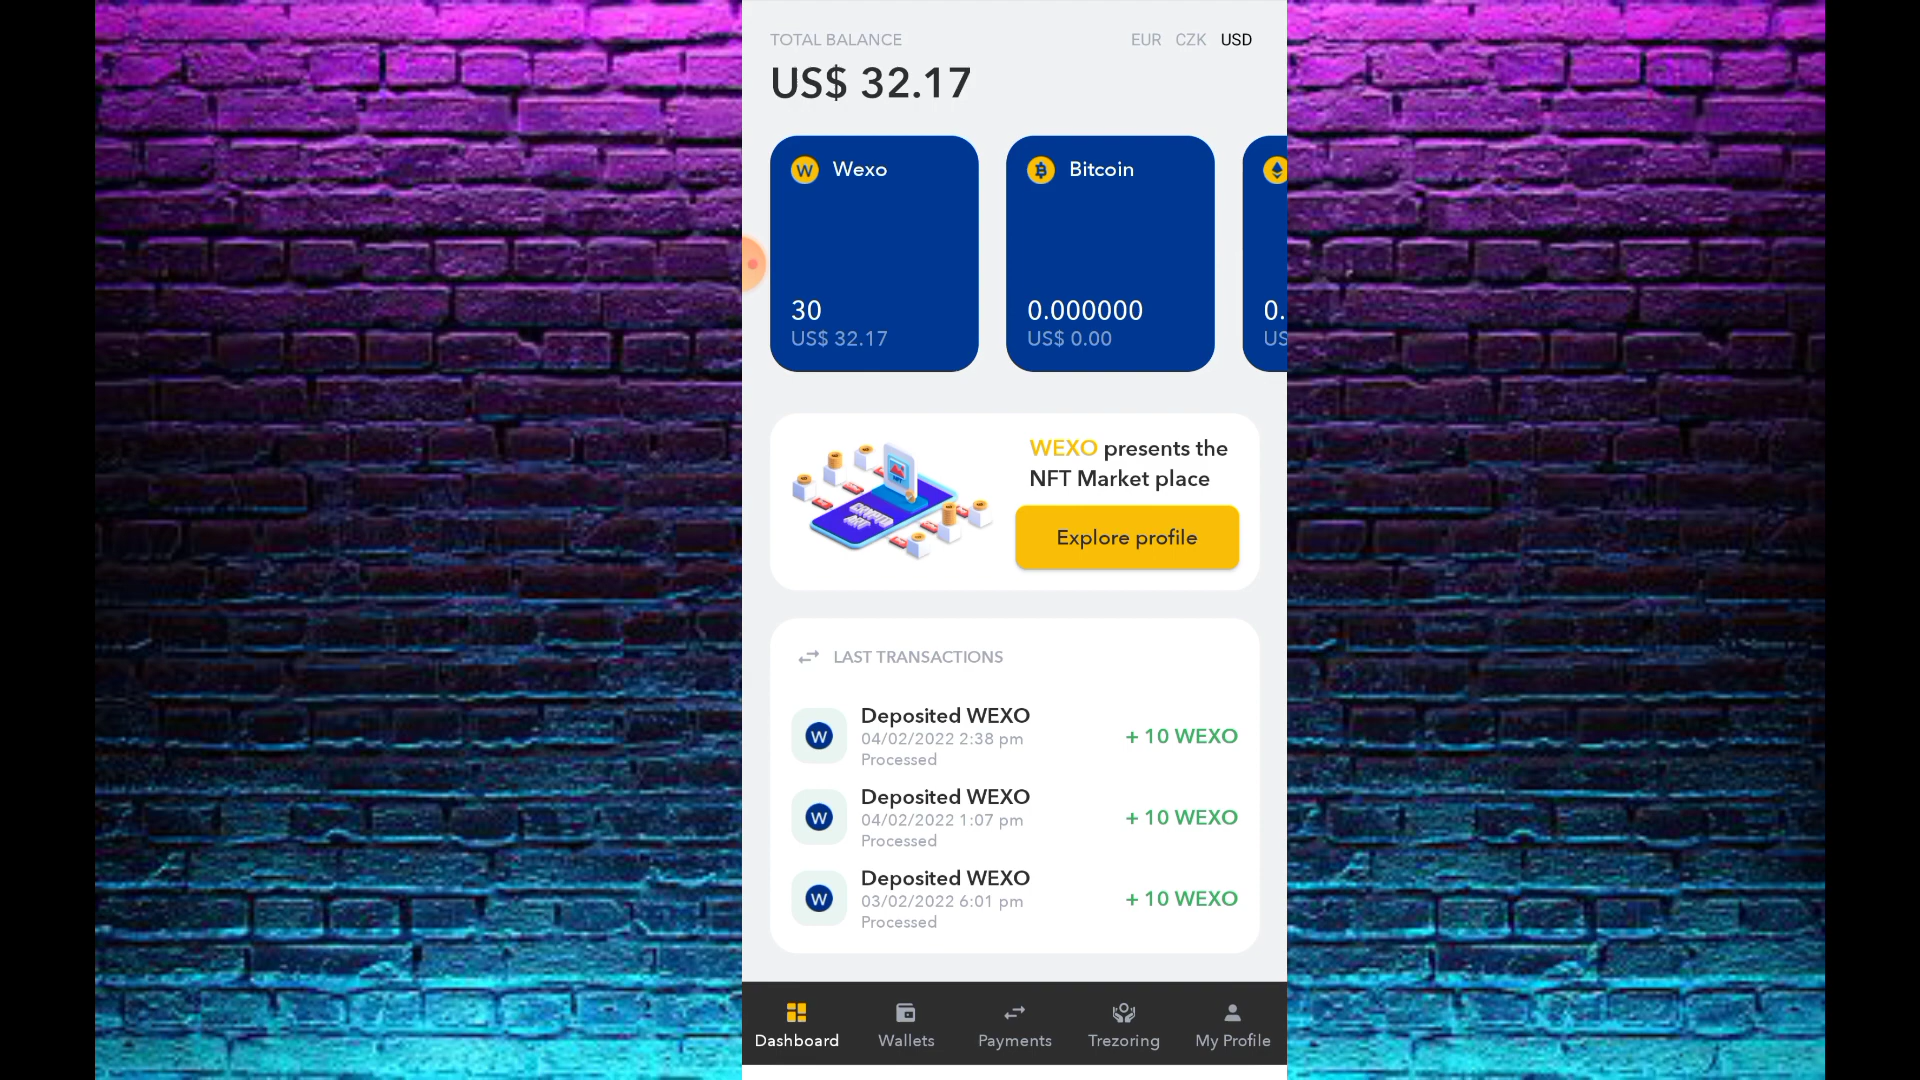 TOTAL BALANCE
EUR CZK USD
US$ 32.17
Wexo
30
US$ 32.17
Bitcoin
0.000000
US$ 0.00
0.
US
WEXO presents the
NFT Market place
Explore profile
LAST TRANSACTIONS
Deposited WEXO
04/02/2022 2:38 pm
Processed
+ 10 WEXO
Deposited WEXO
04/02/2022 1:07 pm
Processed
+ 10 WEXO
Deposited WEXO
03/02/2022 6:01 pm
Processed
+ 10 WEXO
Dashboard
Wallets
Payments
Trezoring
My Profile